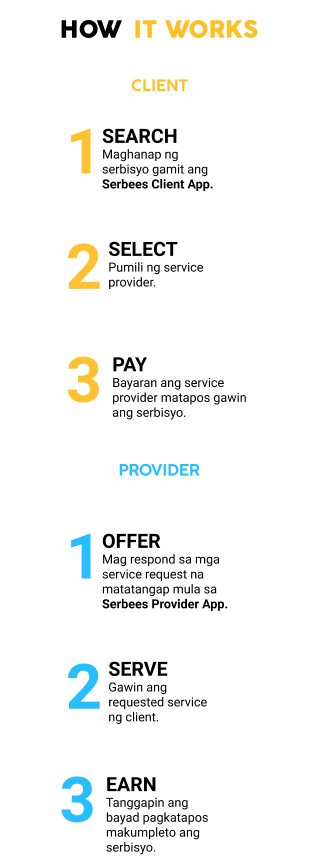 HOW IT WORKS
CLIENT
1 SEARCH
Maghanap ng
serbisyo gamit ang
Serbees Client App.
2 SELECT
Pumili ng service
provider.
3 PAY
Bayaran ang service
provider matapos gawin
ang serbisyo.
PROVIDER
1 OFFER
Mag respond sa mga
service request na
matatangap mula sa
Serbees Provider App.
2 SERVE
Gawin ang
requested service
ng client.
3 EARN
Tanggapin ang
bayad pagkatapos
makumpleto ang
serbisyo.